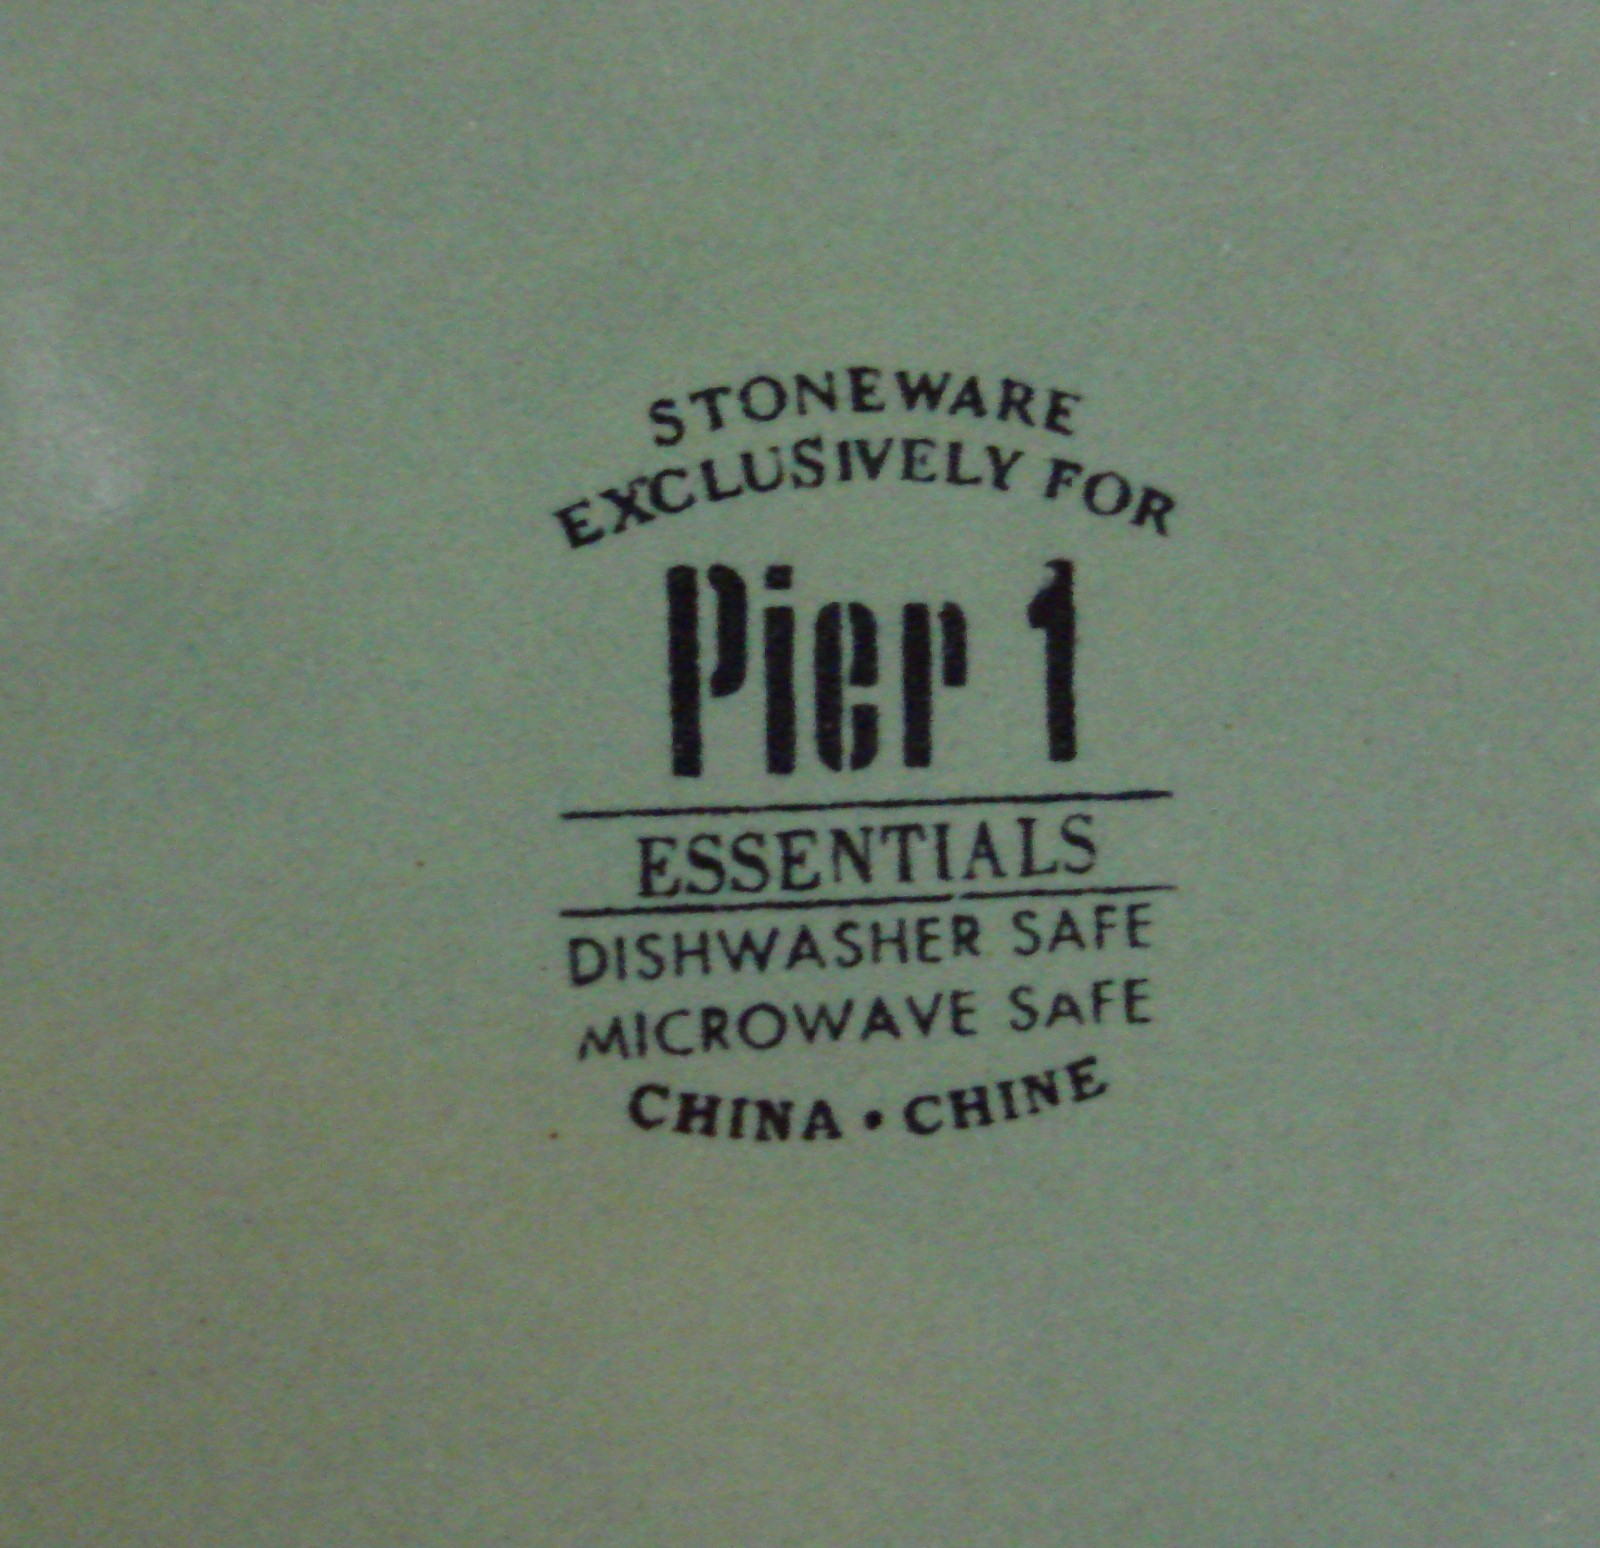 STONEWARE
EXCLUSIVELY FOR
Pier 1
ESSENTIALS
DISHWASHER SAFE
MICROWAVE SAFE
CHINA • CHINE